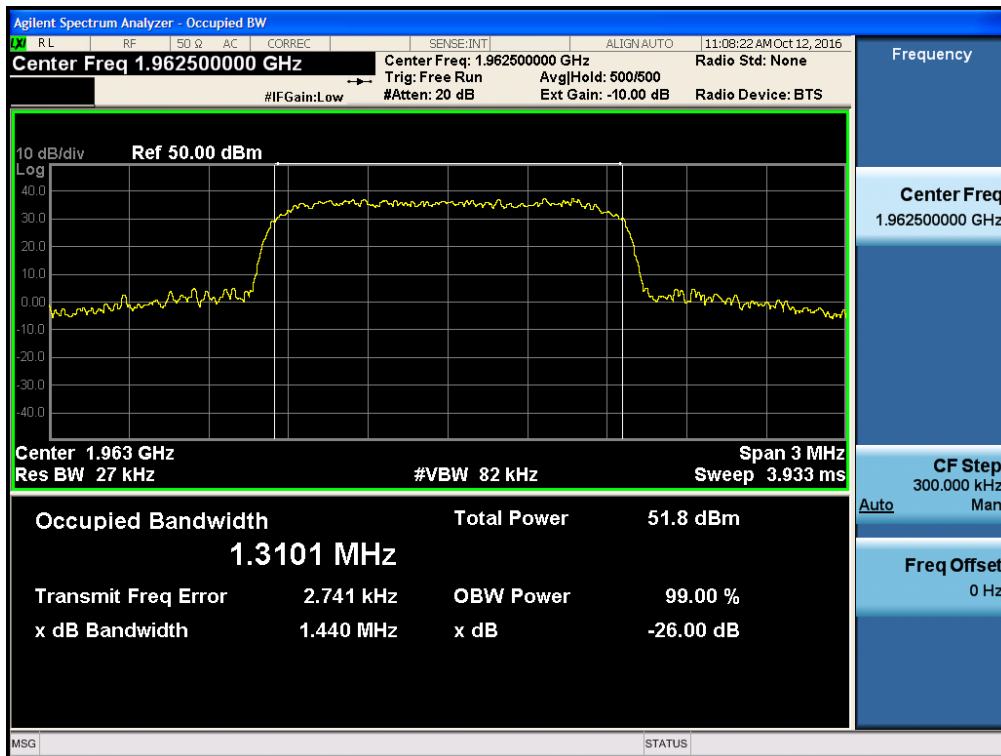 Agilent Spectrum Analyzer - Occupied BW
LXI RL RF 50 Ω AC CORREC SENSE:INT ALIGNAUTO 11:08:22 AM Oct 12, 2016
Center Freq 1.962500000 GHz
Center Freq: 1.962500000 GHz
Radio Std: None
Trig: Free Run Avg|Hold: 500/500
#IFGain:Low
#Atten: 20 dB Ext Gain: -10.00 dB
Radio Device: BTS
10 dB/div Ref 50.00 dBm
Log
40.0
30.0
20.0
10.0
0.00
-10.0
-20.0
-30.0
-40.0
Center 1.963 GHz Span 3 MHz
Res BW 27 kHz #VBW 82 kHz Sweep 3.933 ms
Occupied Bandwidth Total Power 51.8 dBm
1.3101 MHz
Transmit Freq Error 2.741 kHz OBW Power 99.00 %
x dB Bandwidth 1.440 MHz x dB -26.00 dB
Frequency
Center Freq
1.962500000 GHz
CF Step
300.000 kHz
Auto Man
Freq Offset
0 Hz
MSG STATUS